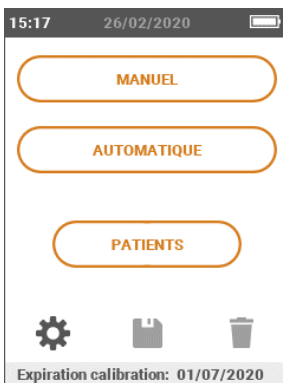 15:17 26/02/2020
MANUEL
AUTOMATIQUE
PATIENTS
Expiration calibration: 01/07/2020